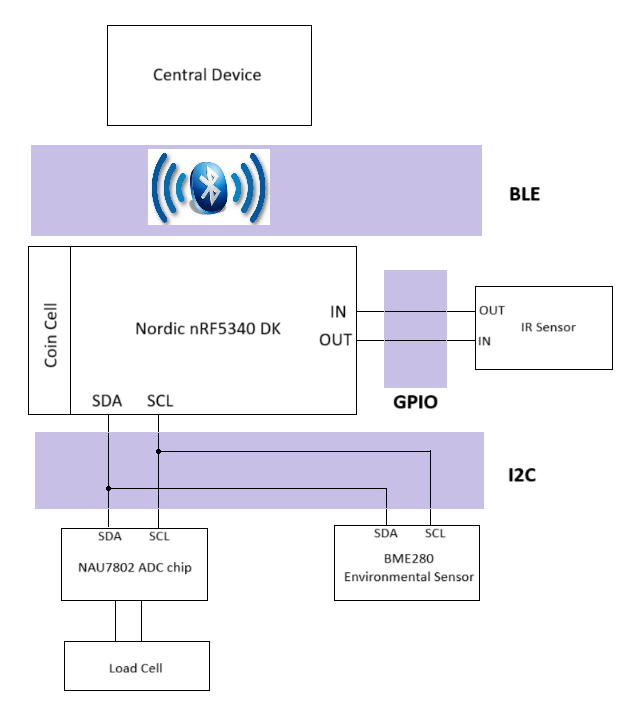 Central Device
BLE
Coin Cell
Nordic nRF5340 DK
IN
OUT
SDA SCL
OUT
IN
IR Sensor
GPIO
I2C
SDA SCL
NAU7802 ADC chip
SDA SCL
BME280
Environmental Sensor
Load Cell